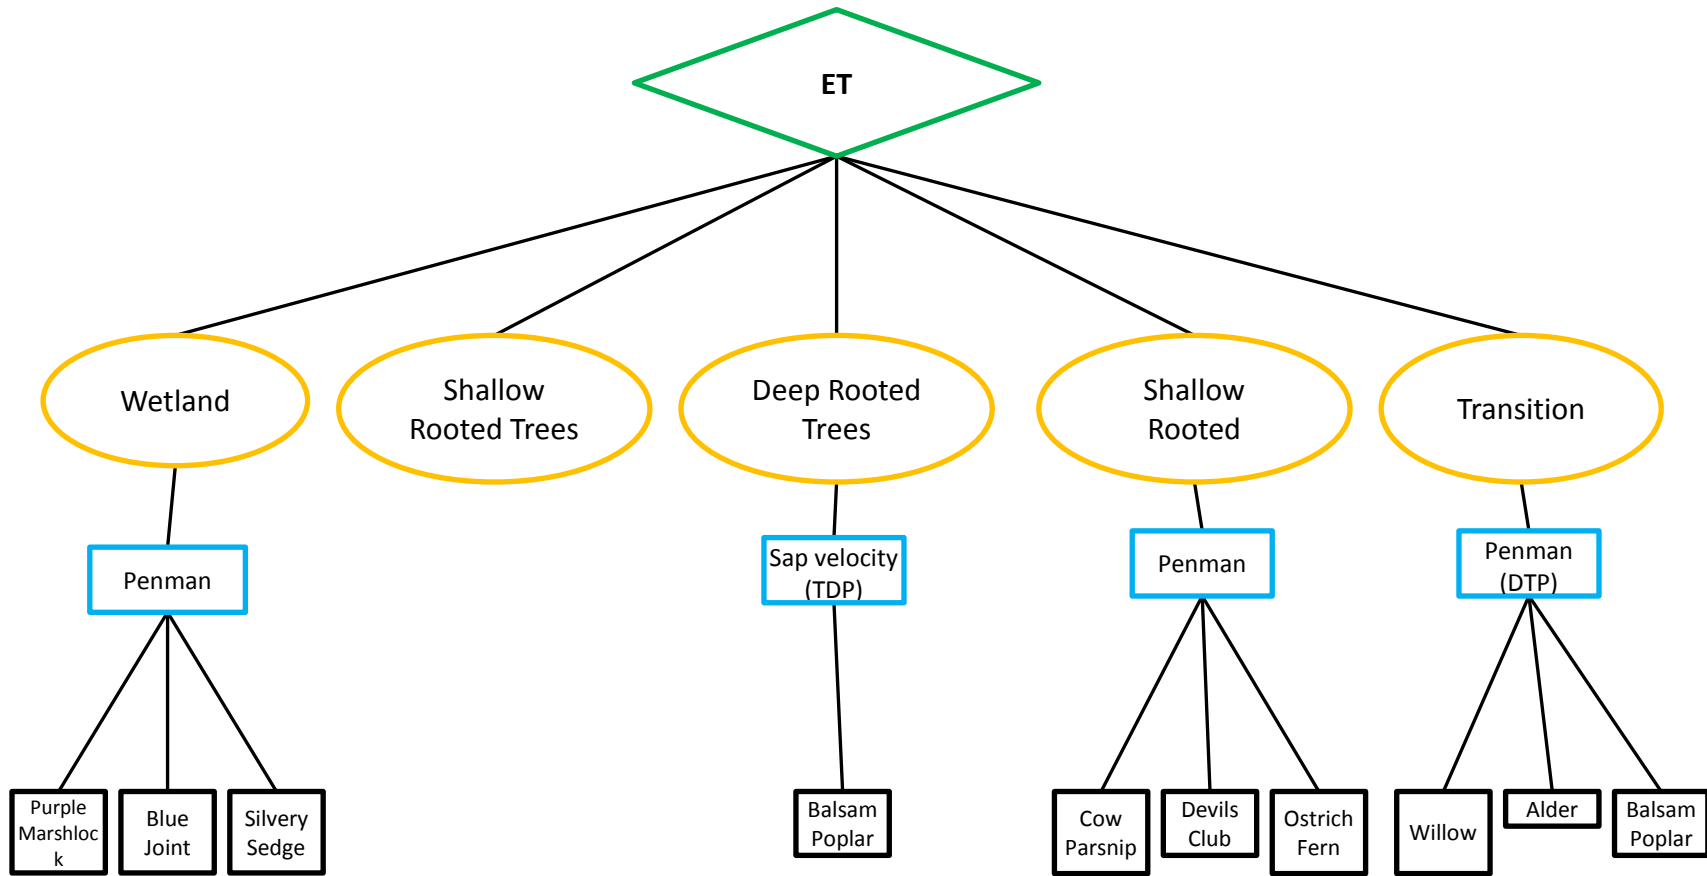 ET
Wetland
Shallow
Rooted Trees
Deep Rooted
Trees
Shallow
Rooted
Transition
Penman
Sap velocity
(TDP)
Penman
Penman
(DTP)
Purple
Marshloc
k
Blue
Joint
Silvery
Sedge
Balsam
Poplar
Cow
Parsnip
Devils
Club
Ostrich
Fern
Willow
Alder
Balsam
Poplar